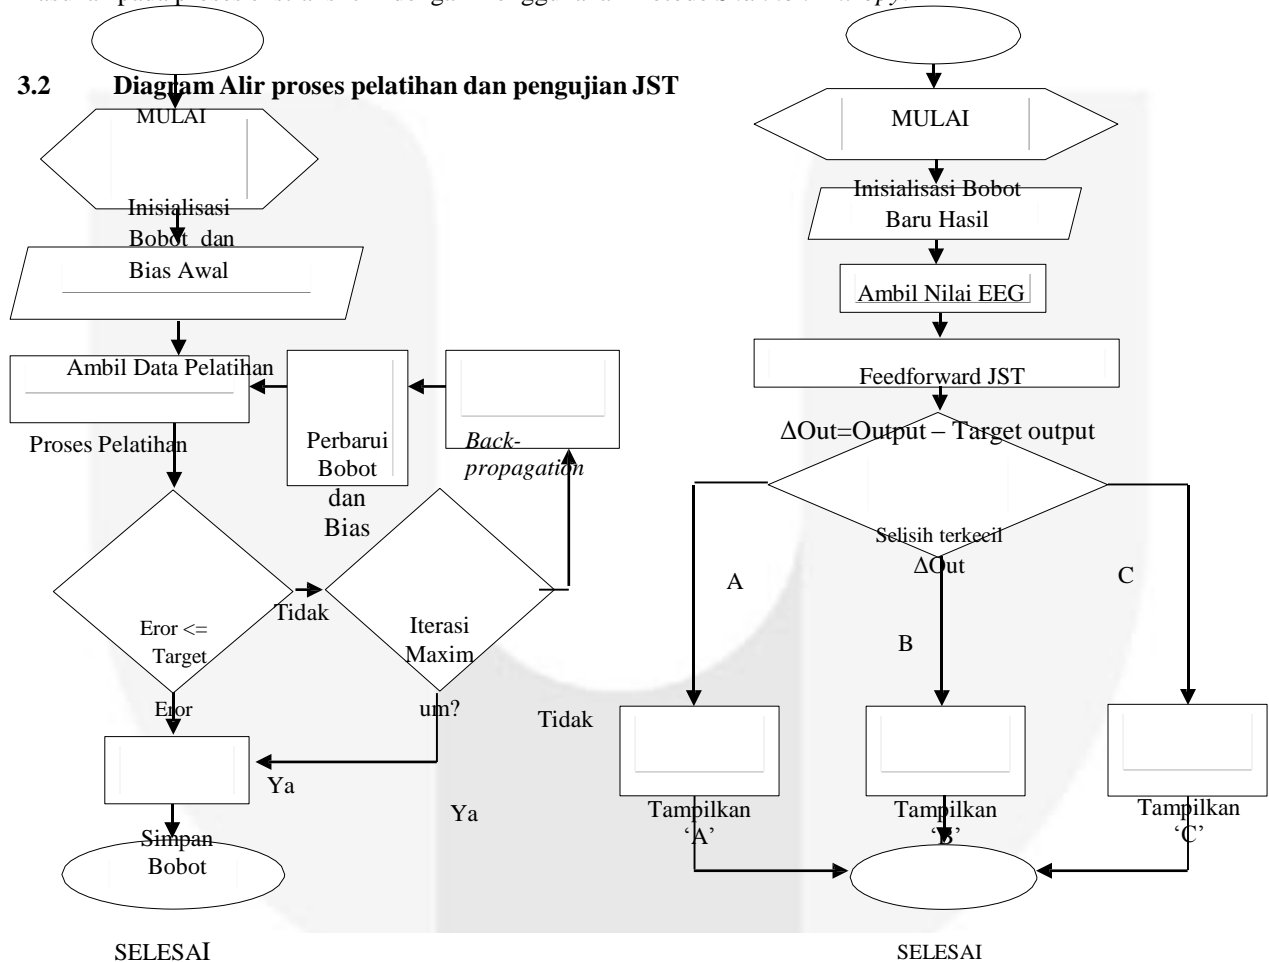 3.2 Diagram Alir proses pelatihan dan pengujian JST
MULAI
Inisialisasi
Bobot dan
Bias Awal
Ambil Data Pelatihan
Proses Pelatihan
Perbarui
Bobot
dan
Bias
Back-
propagation
Eror <=
Target
Eror
Tidak
Iterasi
Maxim
um?
Tidak
Ya
Ya
Simpan
Bobot
SELESAI
MULAI
Inisialisasi Bobot
Baru Hasil
Ambil Nilai EEG
Feedforward JST
ΔOut=Output – Target output
Selisih terkecil
ΔOut
A
B
C
Tampilkan
‘A’
Tampilkan
‘B’
Tampilkan
‘C’
SELESAI